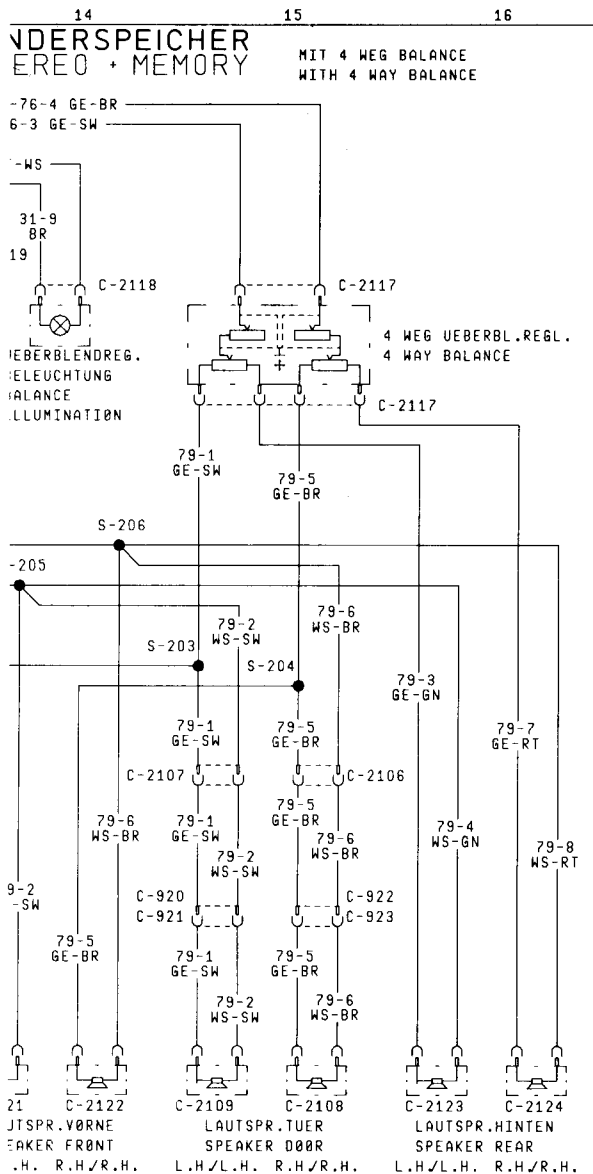 14 15 16
NDERSPEICHER
EREO + MEMORY
MIT 4 WEG BALANCE
WITH 4 WAY BALANCE
-76-4 GE-BR
6-3 GE-SW
-WS
31-9
BR
19
C-2118
C-2117
4 WEG UEBERBL.REGL.
4 WAY BALANCE
UEBERBLENDREG.
BELEUCHTUNG
BALANCE
ILLUMINATION
C-2117
79-1
GE-SW
79-5
GE-BR
S-206
-205
79-2
WS-SW
79-6
WS-BR
S-203
S-204
79-3
GE-GN
79-7
GE-RT
79-1
GE-SW
79-5
GE-BR
C-2107
C-2106
79-6
WS-BR
79-1
GE-SW
79-5
GE-BR
79-2
WS-SW
79-6
WS-BR
79-4
WS-GN
79-8
WS-RT
9-2
-SW
C-920
C-921
C-922
C-923
79-5
GE-BR
79-1
GE-SW
79-5
GE-BR
79-2
WS-SW
79-6
WS-BR
21 C-2122 C-2109 C-2108 C-2123 C-2124
UTSPR.VØRNE LAUTSPR.TUER LAUTSPR.HINTEN
EAKER FRØNT SPEAKER DØØR SPEAKER REAR
.H. R.H/R.H. L.H/L.H. R.H/R.H. L.H/L.H. R.H/R.H.